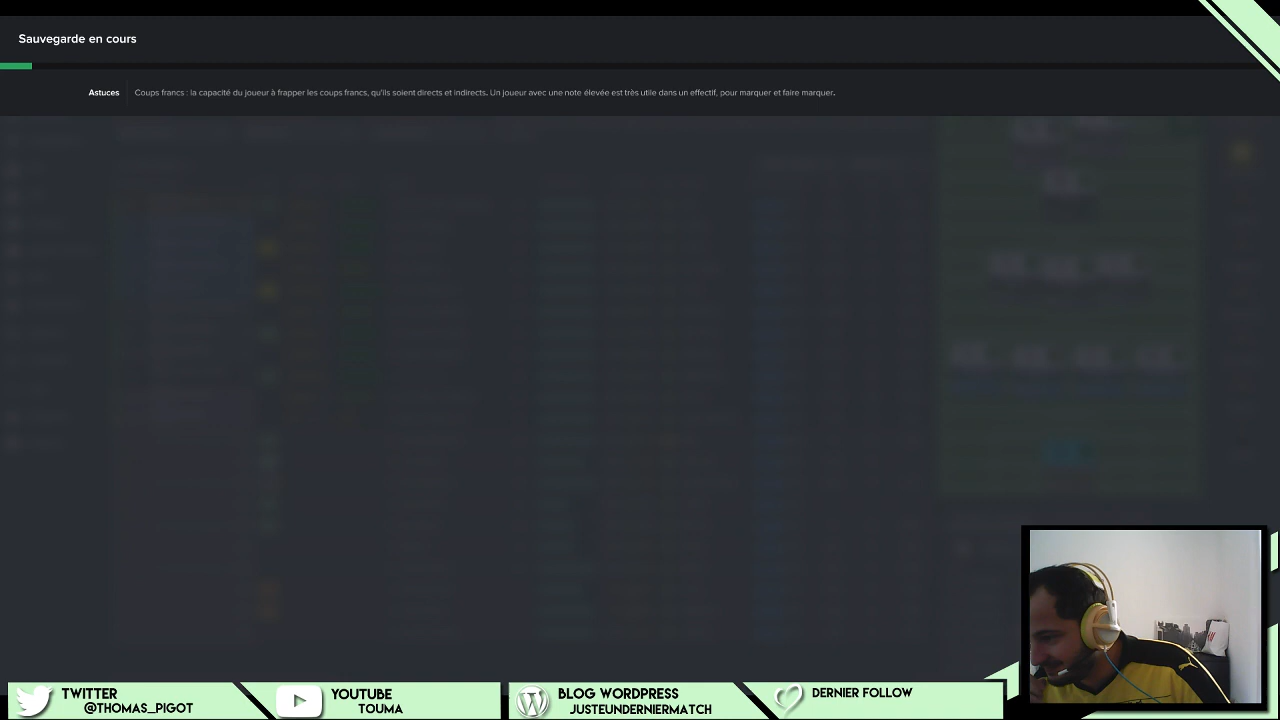 Sauvegarde en cours
Astuces Coups francs : la capacité du joueur à frapper les coups francs, qu'ils soient directs et indirects. Un joueur avec une note élevée est très utile dans un effectif, pour marquer et faire marquer.
TWITTER
@THOMAS_PIGOT
YOUTUBE
TOUMA
BLOG WORDPRESS
JUSTEUNDERNIERMATCH
DERNIER FOLLOW